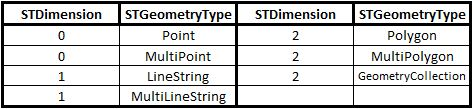 STDimension STGeometryType STDimension STGeometryType
0 Point 2 Polygon
0 MultiPoint 2 MultiPolygon
1 LineString 2 GeometryCollection
1 MultiLineString